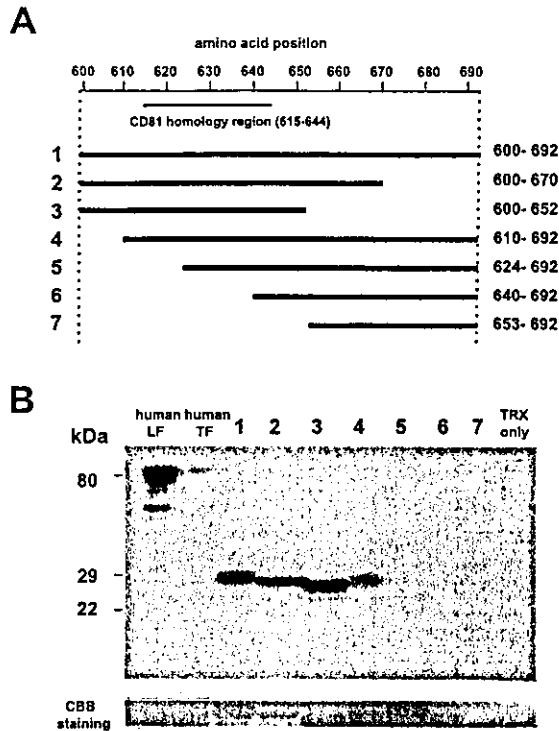 A
amino acid position
600 610 620 630 640 650 660 670 680 690
CD81 homology region (615-644)
1 600-692
2 600-670
3 600-652
4 610-692
5 624-692
6 640-692
7 653-692
B
human human TRX
kDa LF TF 1 2 3 4 5 6 7 only
80
29
22
CBB
staining